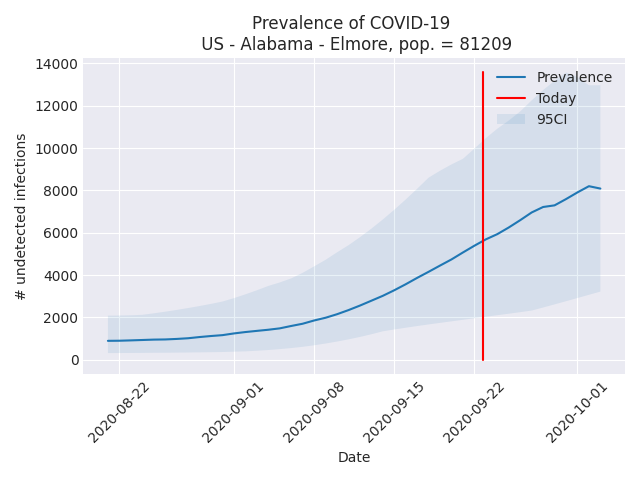 Prevalence of COVID-19
US - Alabama - Elmore, pop. = 81209
# undetected infections
14000
12000
10000
8000
6000
4000
2000
0
Prevalence
Today
95CI
2020-08-22
2020-09-01
2020-09-08
2020-09-15
2020-09-22
2020-10-01
Date